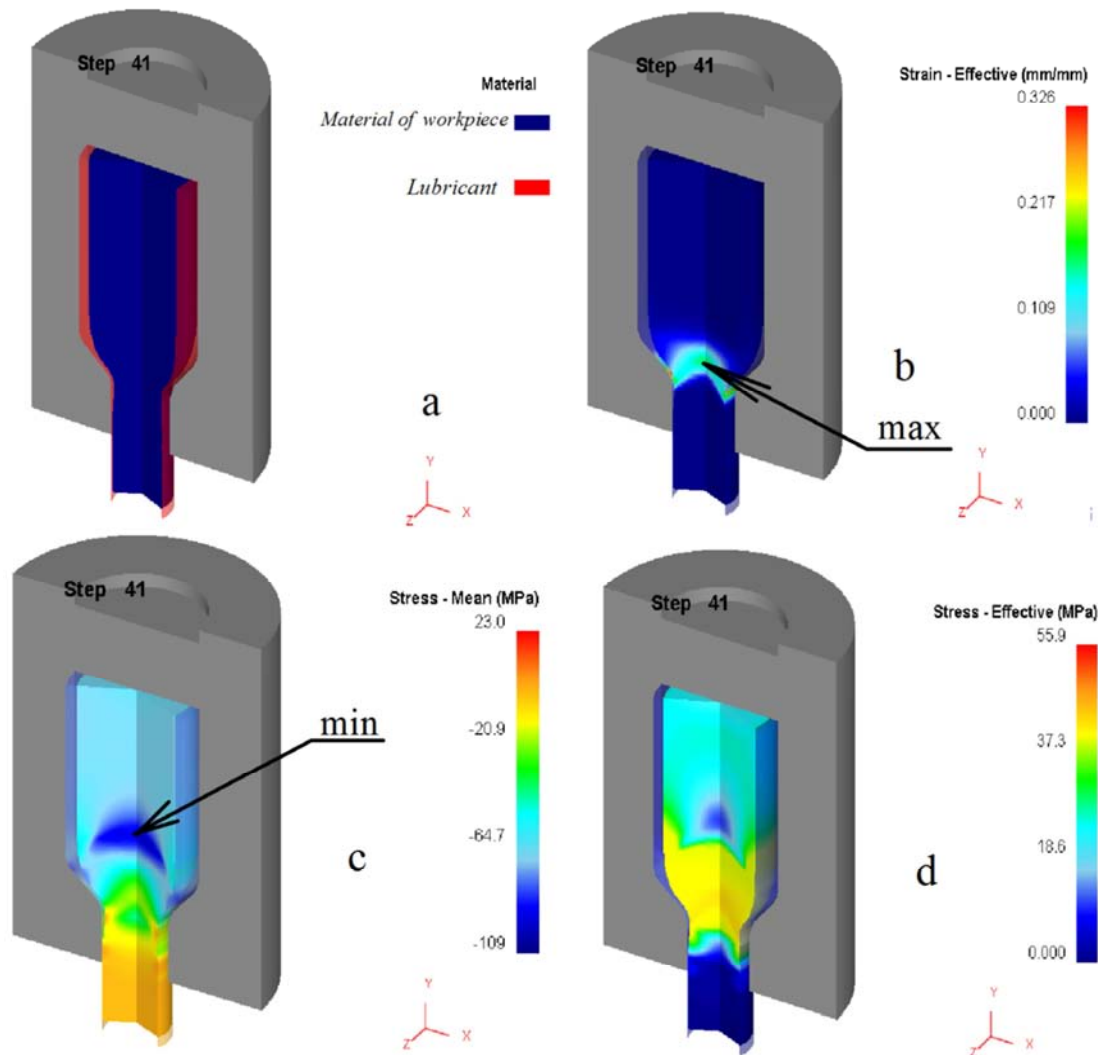 Step 41
Material
Material of workpiece
Lubricant
a
Y
Z
X
Step 41
Strain - Effective (mm/mm)
0.326
0.217
0.109
0.000
b
max
Y
Z
X
i
Step 41
Stress - Mean (MPa)
23.0
-20.9
-64.7
-109
min
c
Y
Z
X
Step 41
Stress - Effective (MPa)
55.9
37.3
18.6
0.000
d
Y
Z
X